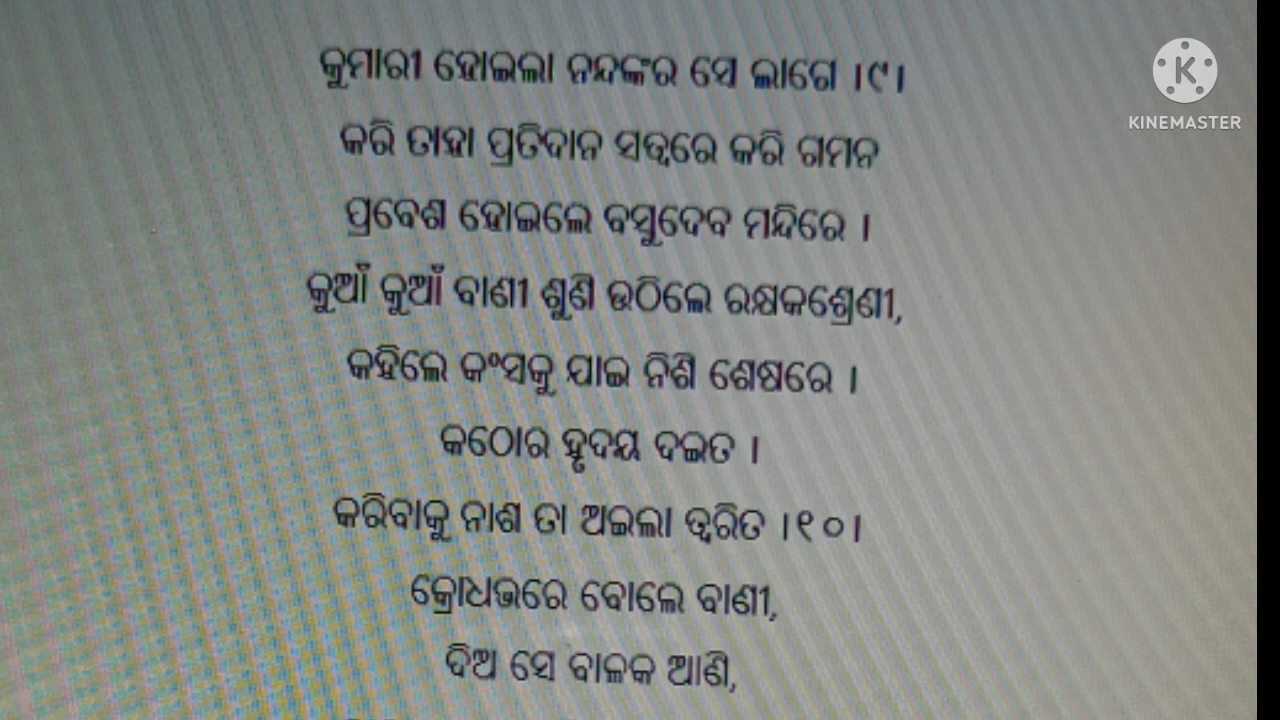 କୁମାରୀ ହୋଇଲା ନନ୍ଦଙ୍କର ସେ ଲାଗେ ।୯।
KINEMASTER
କରି ତାହା ପ୍ରତିଦାନ ସତ୍ୱରେ କରି ଗମନ
ପ୍ରବେଶ ହୋଇଲେ ବସୁଦେବ ମନ୍ଦିରେ ।
କୁଆଁ କୁଆଁ ବାଣୀ ଶୁଣି ଉଠିଲେ ରକ୍ଷକଶ୍ରେଣୀ,
କହିଲେ କଂସକୁ ଯାଇ ନିଶି ଶେଷରେ ।
କଠୋର ହୃଦୟ ଦଇତ ।
କରିବାକୁ ନାଶ ତା ଅଇଲା ତ୍ୱରିତ ।୧୦।
କ୍ରୋଧଭରେ ବୋଲେ ବାଣୀ,
ଦିଅ ସେ ବାଳକ ଆଣି,